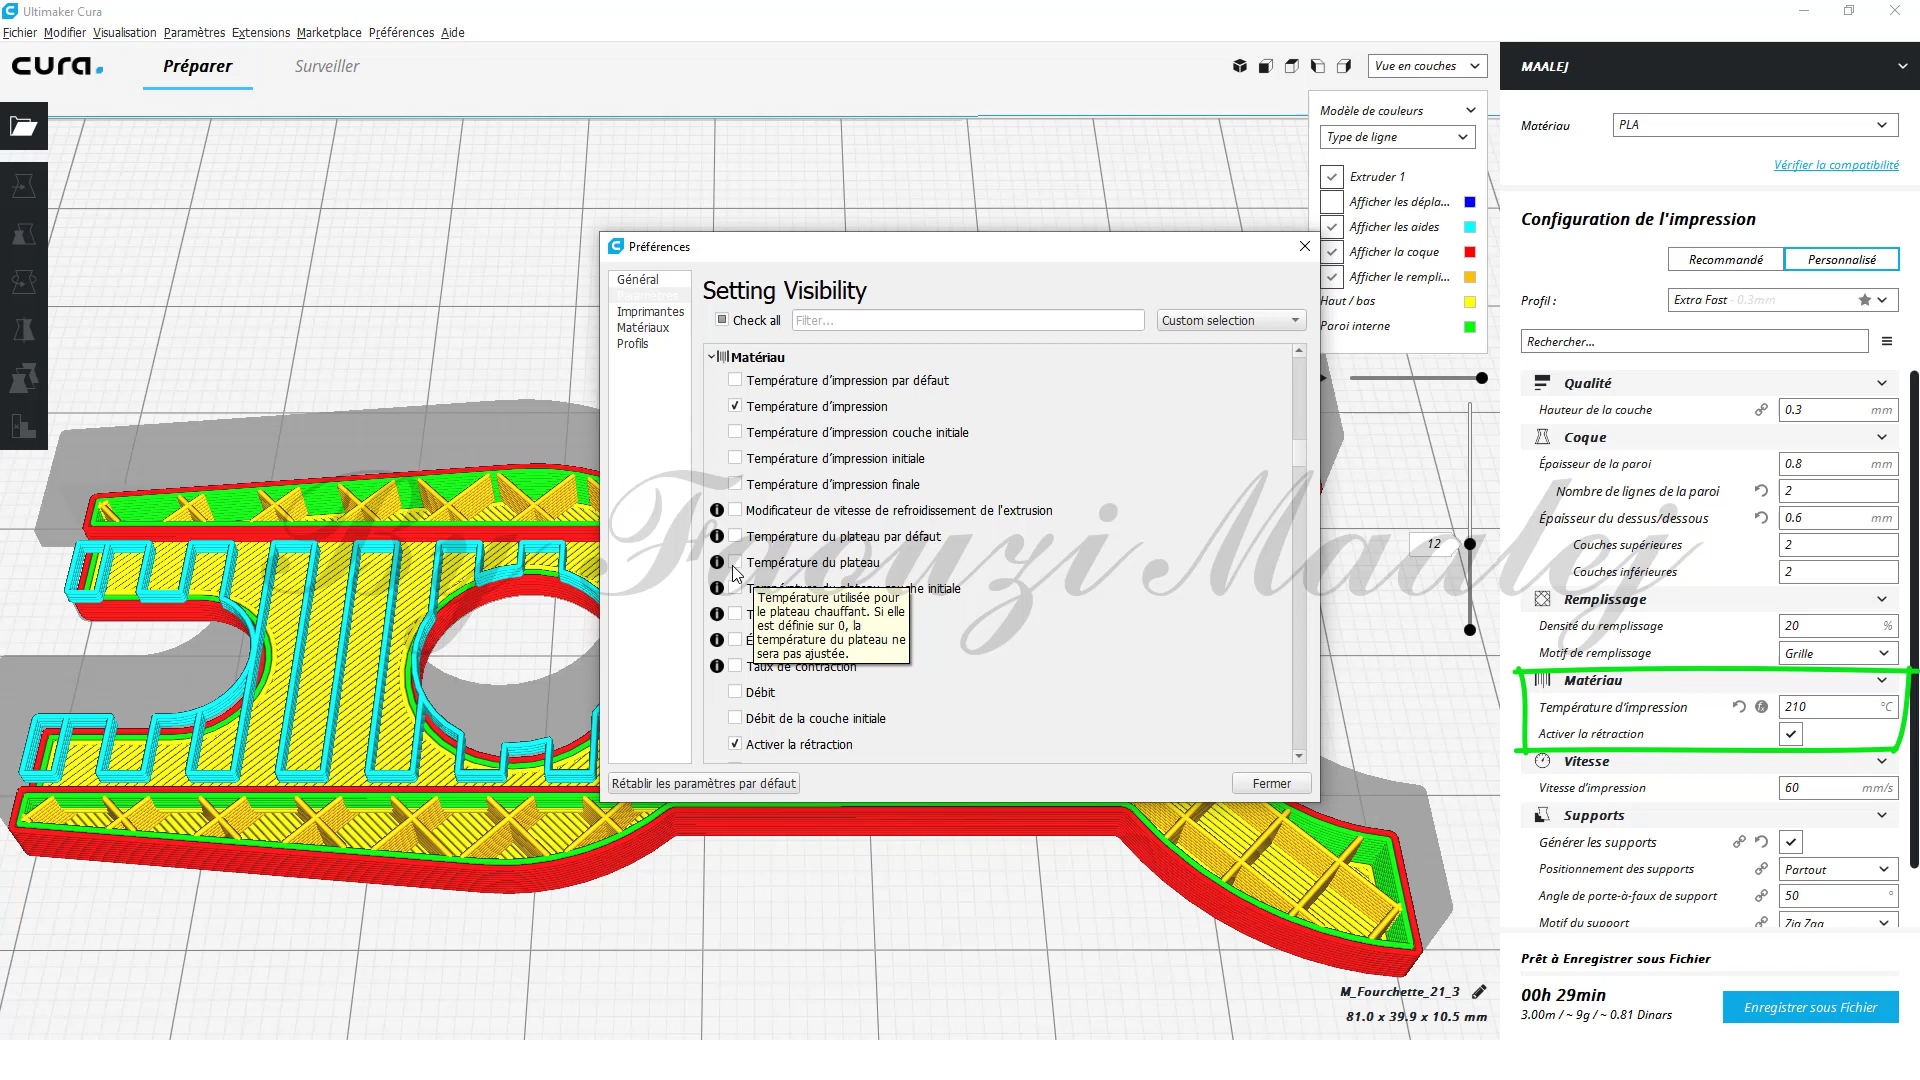 Ultimaker Cura
Fichier Modifier Visualisation Paramètres Extensions Marketplace Préférences Aide
cura.
Préparer
Surveiller
Vue en couches
MAALEJ
Modèle de couleurs
Type de ligne
Extruder 1
Afficher les dépla...
Afficher les aides
Afficher la coque
Afficher le rempli...
Haut / bas
Paroi interne
12
Matériau
PLA
Vérifier la compatibilité
Configuration de l'impression
Recommandé
Personnalisé
Profil :
Extra Fast - 0.3mm
Rechercher...
Qualité
Hauteur de la couche 0.3 mm
Coque
Épaisseur de la paroi 0.8 mm
Nombre de lignes de la paroi 2
Épaisseur du dessus/dessous 0.6 mm
Couches supérieures 2
Couches inférieures 2
Remplissage
Densité du remplissage 20 %
Motif de remplissage Grille
Matériau
Température d'impression 210 °C
Activer la rétraction
Vitesse
Vitesse d'impression 60 mm/s
Supports
Générer les supports
Positionnement des supports Partout
Angle de porte-à-faux de support 50 °
Motif du support Zig Zag
Prêt à Enregistrer sous Fichier
00h 29min
3.00m / ~ 9g / ~ 0.81 Dinars
Enregistrer sous Fichier
M_Fourchette_21_3
81.0 x 39.9 x 10.5 mm
Préférences
Général
Imprimantes
Matériaux
Profils
Setting Visibility
Check all
Filter...
Custom selection
Matériau
Température d'impression par défaut
Température d'impression
Température d'impression couche initiale
Température d'impression initiale
Température d'impression finale
Modificateur de vitesse de refroidissement de l'extrusion
Température du plateau par défaut
Température du plateau
Température du plateau couche initiale
Température utilisée pour
le plateau chauffant. Si elle
est définie sur 0, la
température du plateau ne
sera pas ajustée.
Taux de contraction
Débit
Débit de la couche initiale
Activer la rétraction
Rétablir les paramètres par défaut
Fermer
By Faouzi Maalej